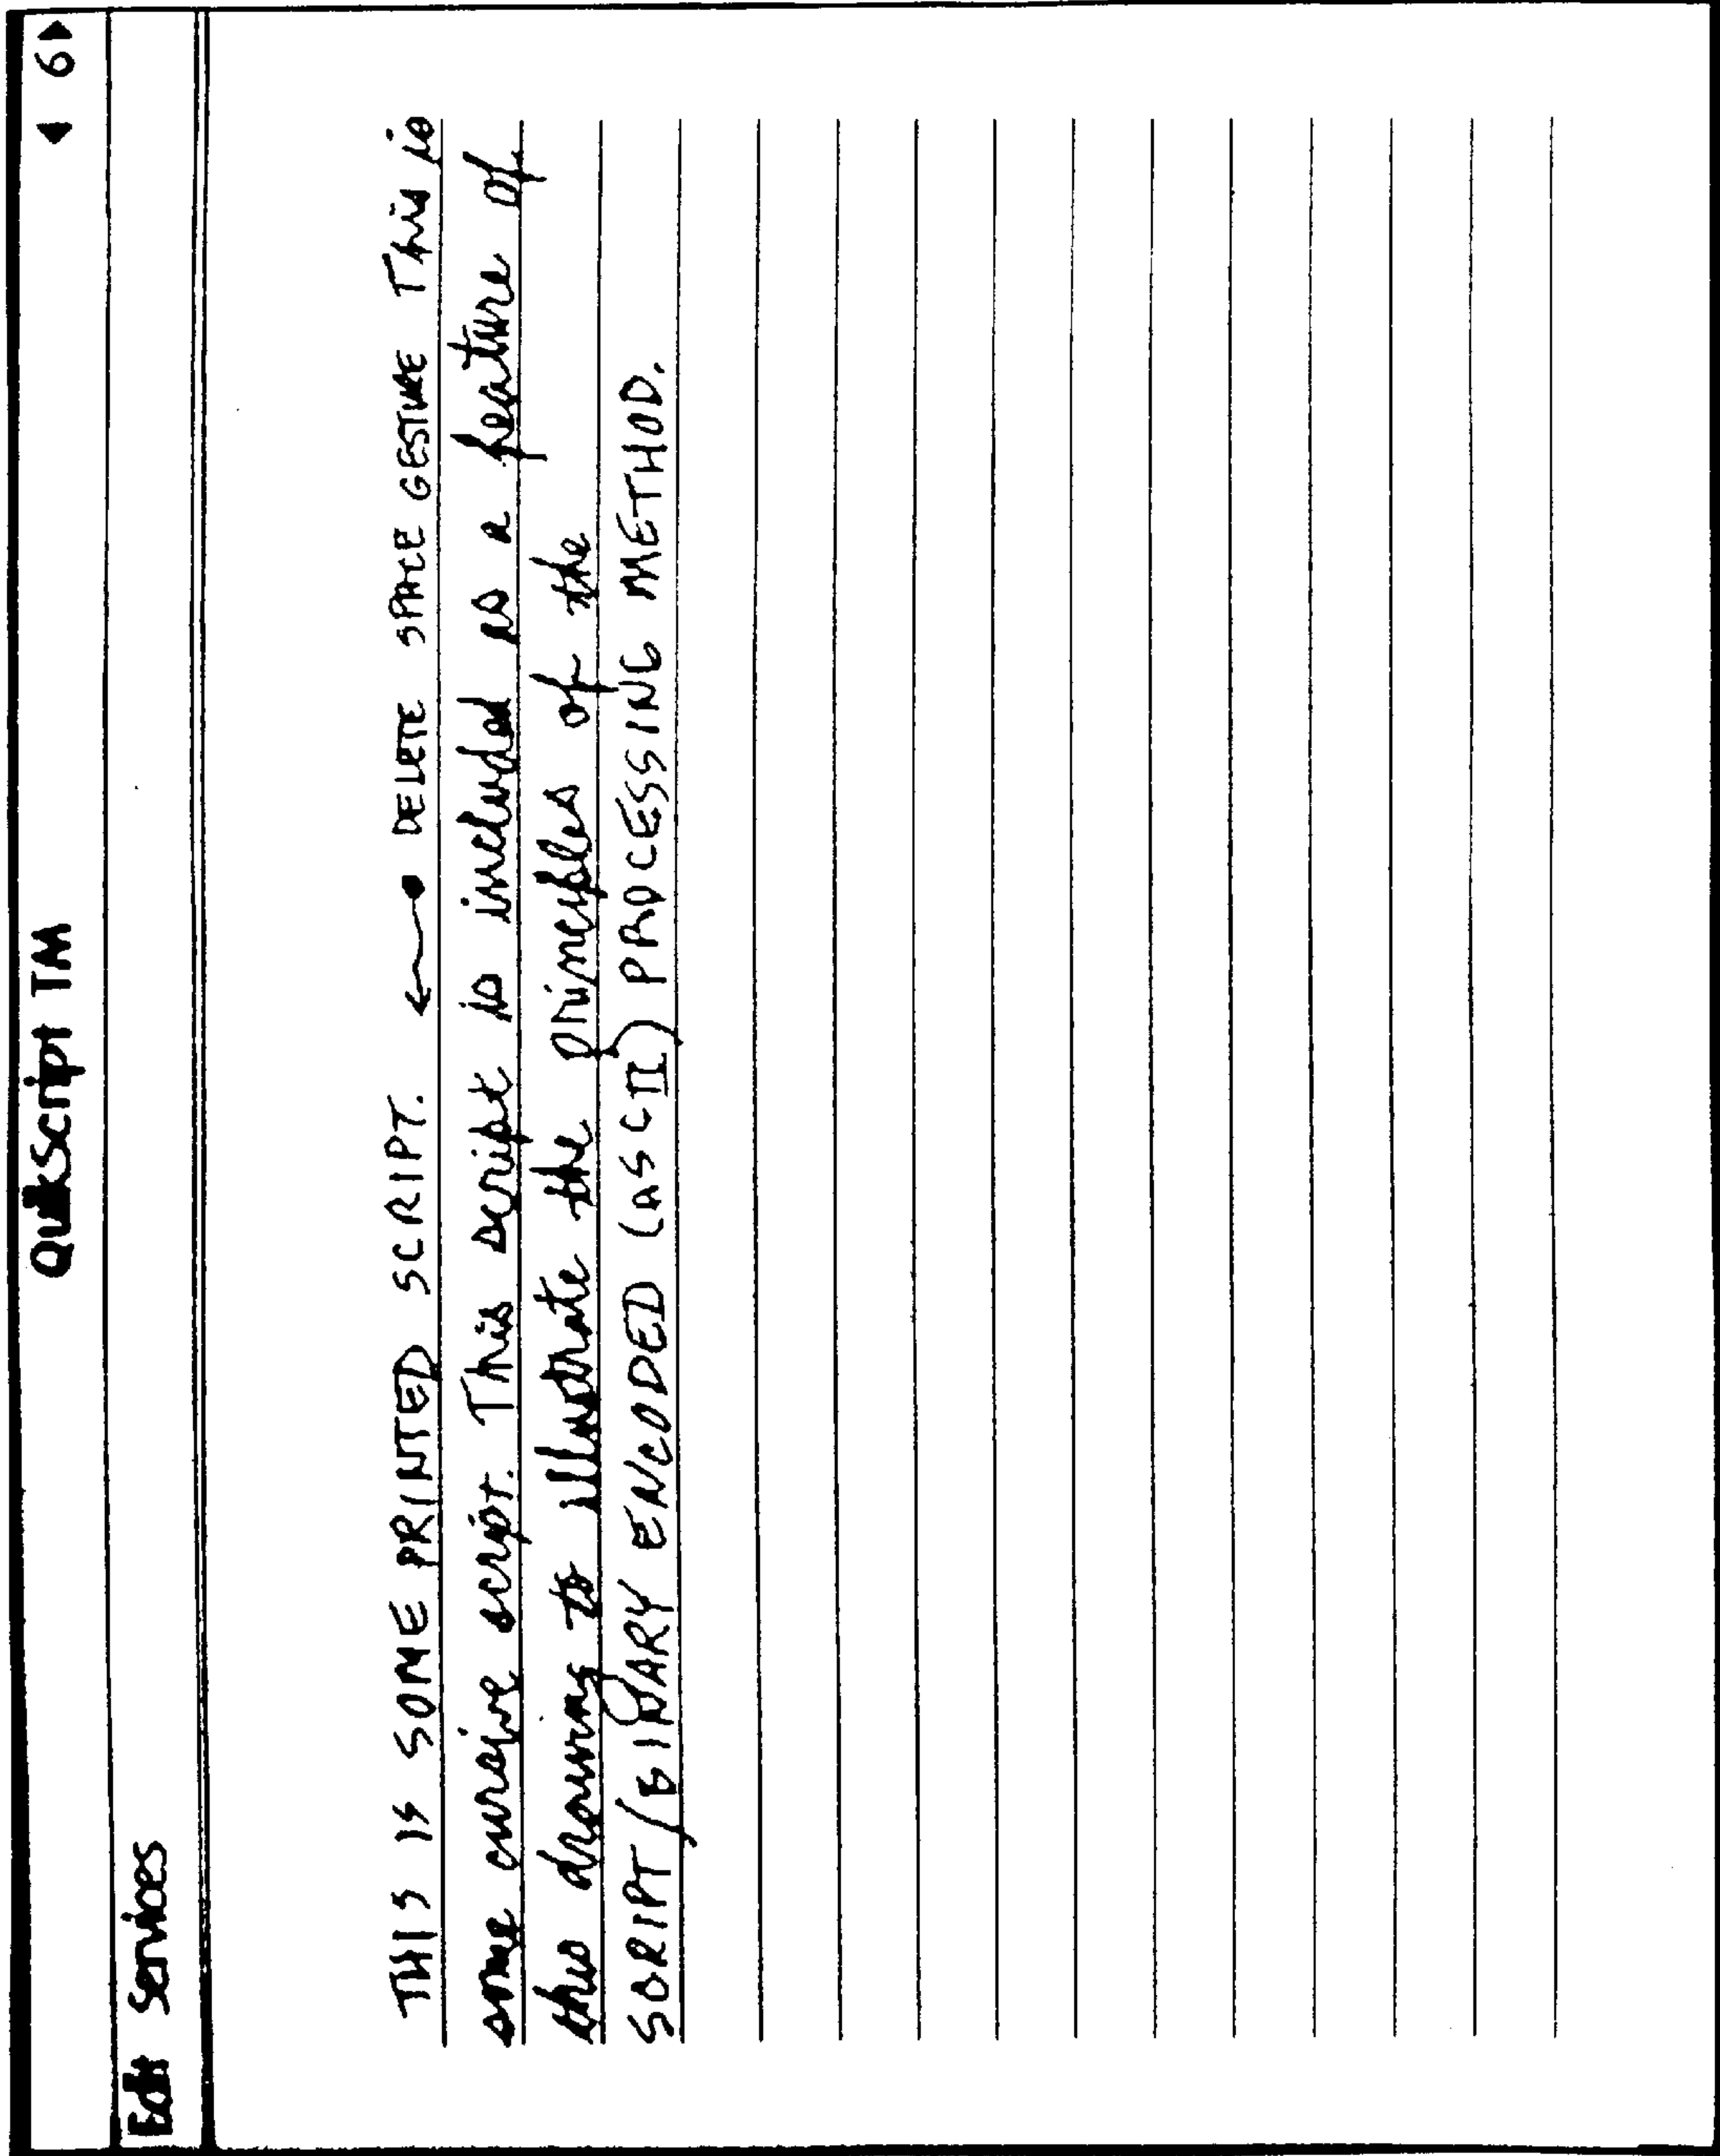 QuikScript TM ◀ 6 ▶
Edit Services
THIS IS SOME PRINTED SCRIPT. ←● DELETE SPACE GESTURE This is
some cursive script. This script is included as a feature of
this drawing to illustrate the principles of the
SCRIPT/BINARY ENCODED (ASCII) PROCESSING METHOD.